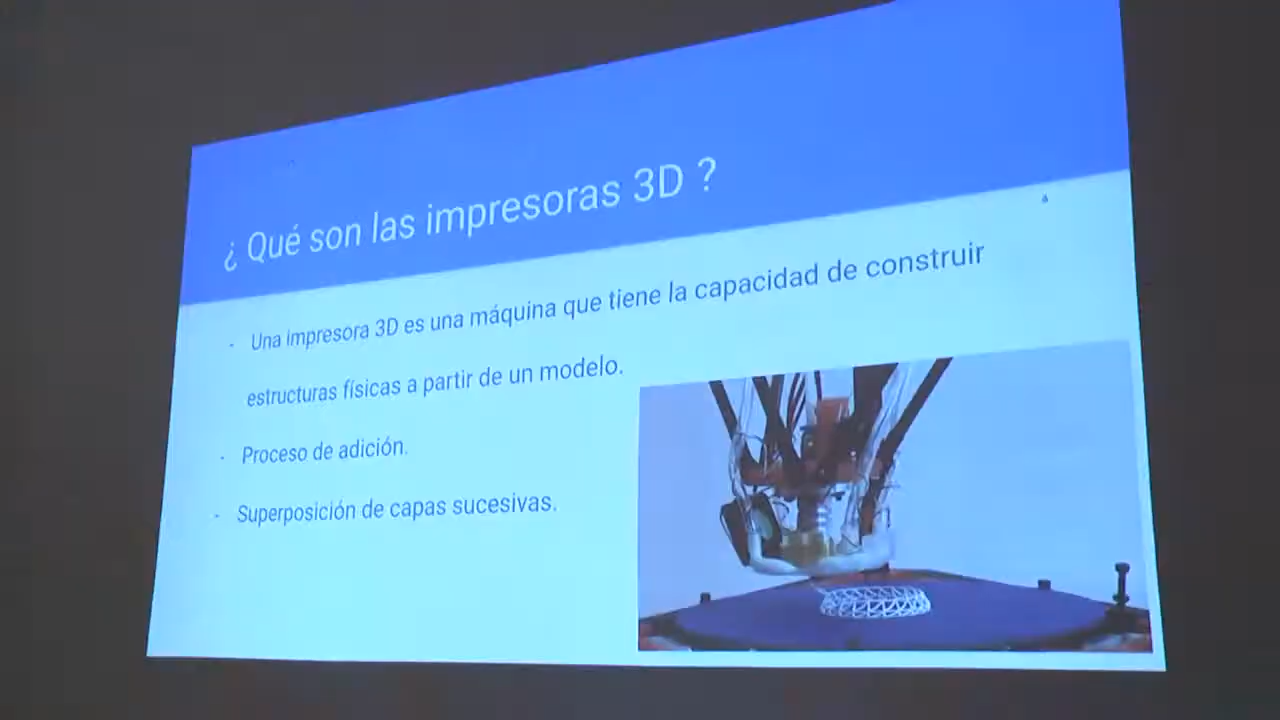 ¿ Qué son las impresoras 3D ?
- Una impresora 3D es una máquina que tiene la capacidad de construir
estructuras físicas a partir de un modelo.
- Proceso de adición.
- Superposición de capas sucesivas.